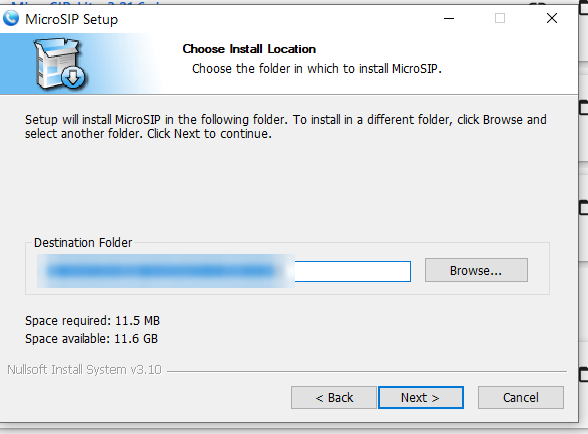 MicroSIP Setup
Choose Install Location
Choose the folder in which to install MicroSIP.
Setup will install MicroSIP in the following folder. To install in a different folder, click Browse and
select another folder. Click Next to continue.
Destination Folder
Browse...
Space required: 11.5 MB
Space available: 11.6 GB
Nullsoft Install System v3.10
< Back
Next >
Cancel